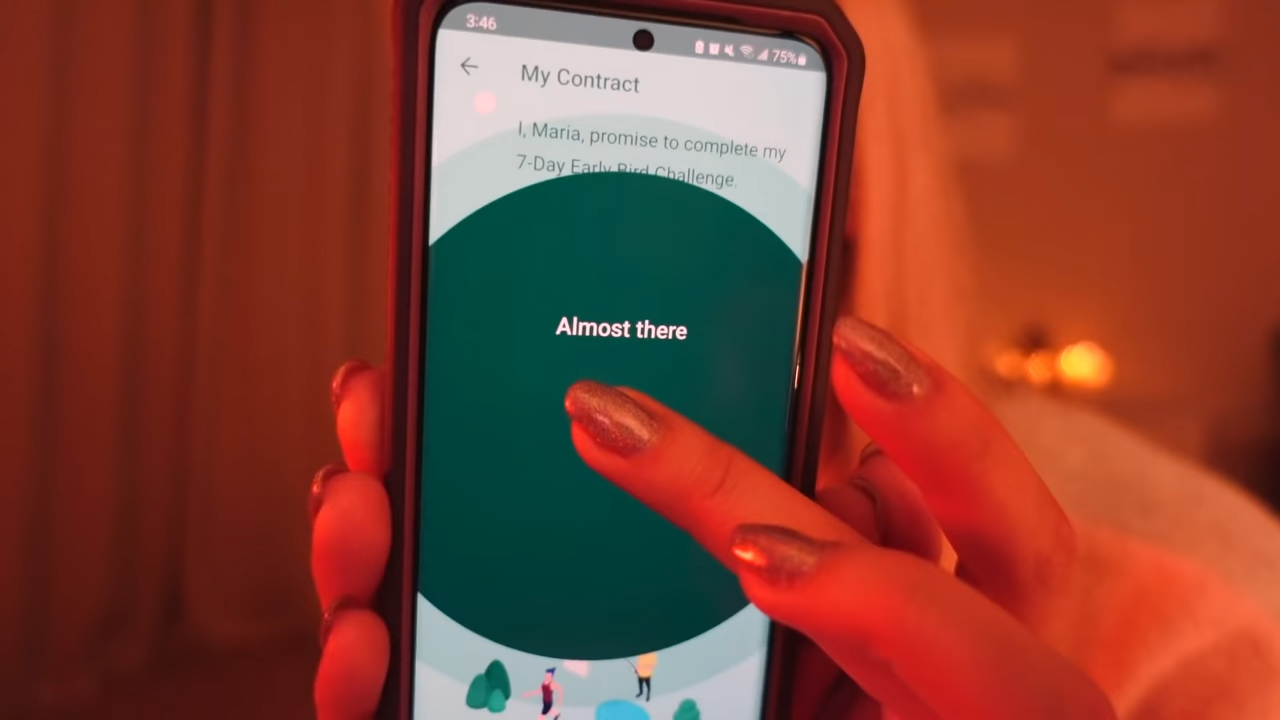 3:46
75%
My Contract
I, Maria, promise to complete my
7-Day Early Bird Challenge.
Almost there